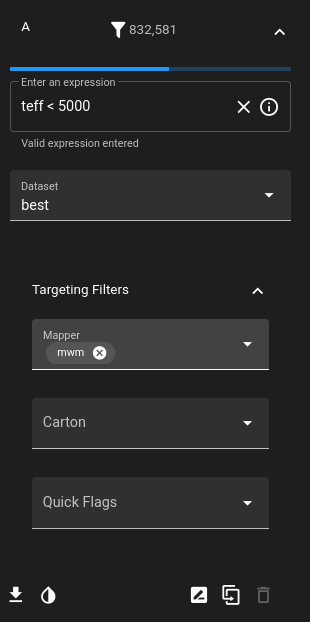 A
832,581
Enter an expression
teff < 5000
Valid expression entered
Dataset
best
Targeting Filters
Mapper
mwm
Carton
Quick Flags